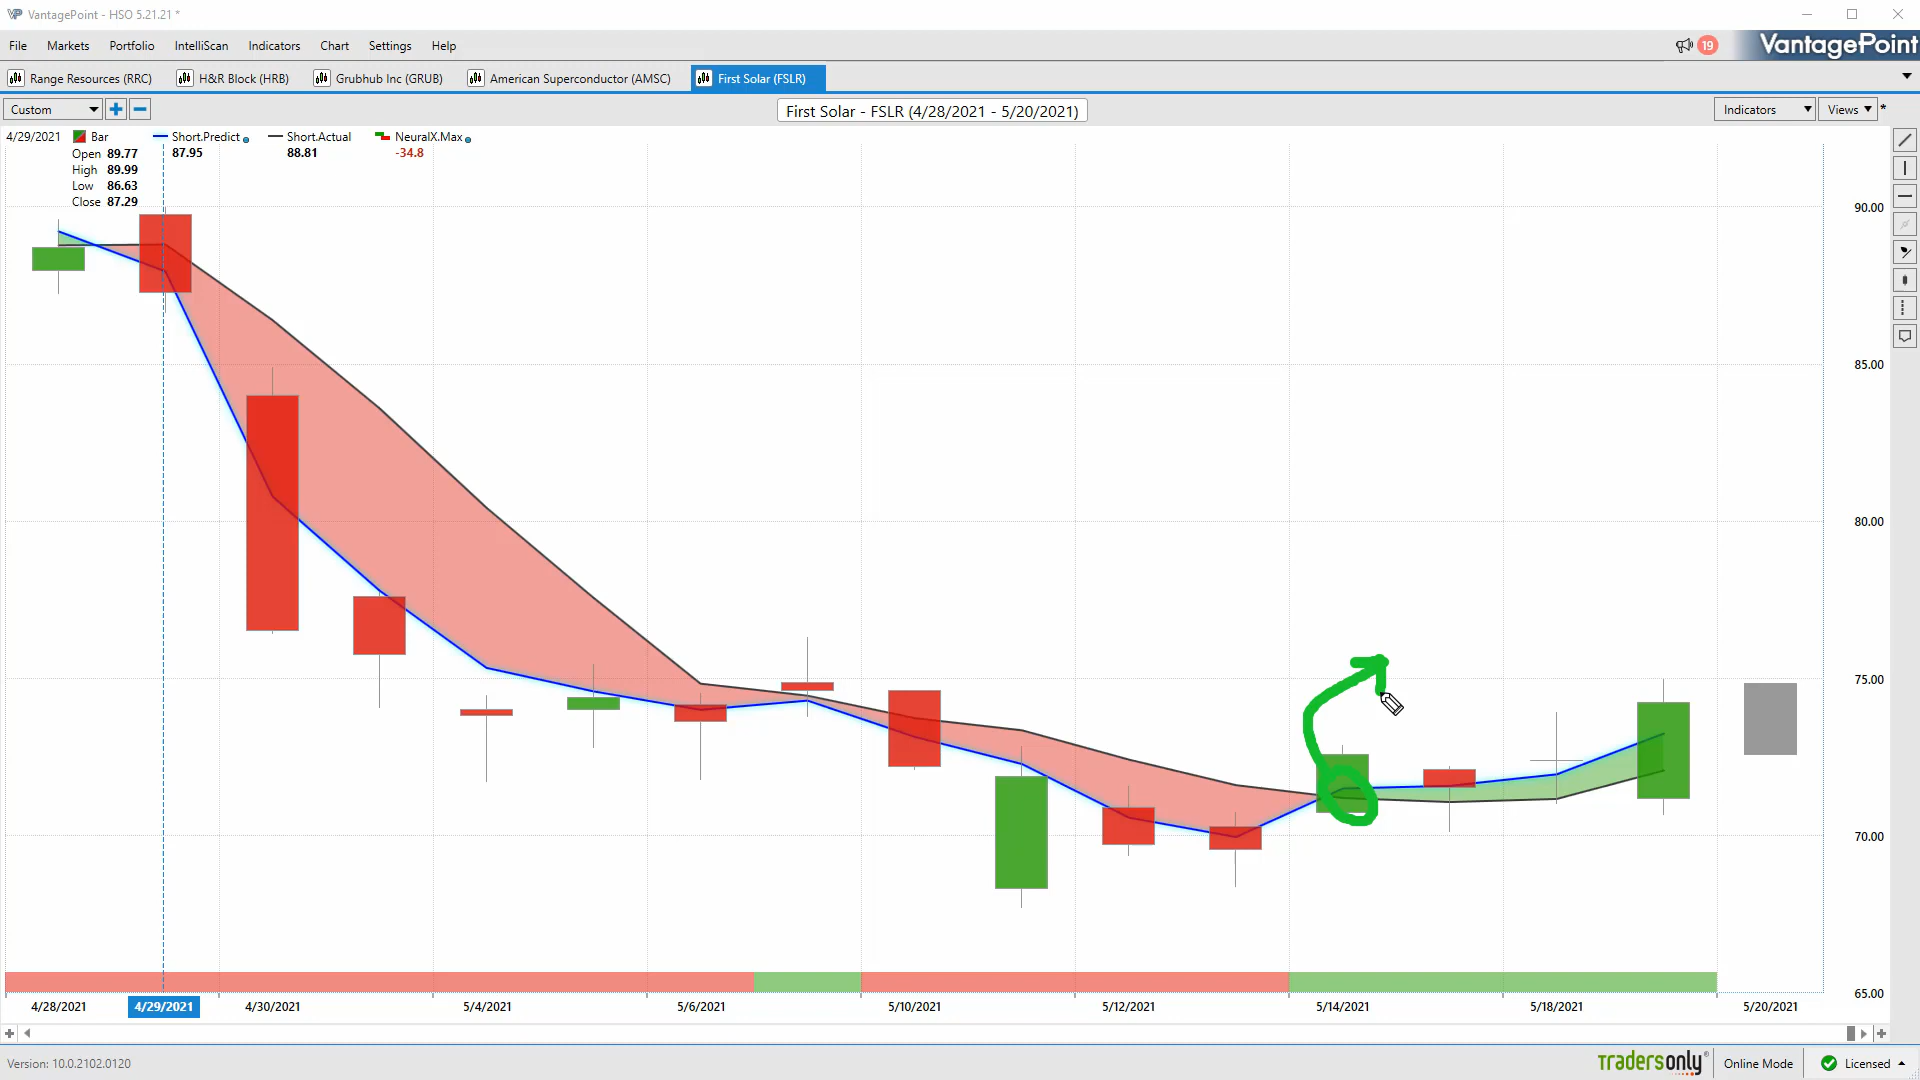 VantagePoint - HSO 5.21.21 *
File Markets Portfolio IntelliScan Indicators Chart Settings Help
19 VantagePoint
Range Resources (RRC) H&R Block (HRB) Grubhub Inc (GRUB) American Superconductor (AMSC) First Solar (FSLR)
Custom First Solar - FSLR (4/28/2021 - 5/20/2021) Indicators Views *
4/29/2021 Bar Short.Predict Short.Actual NeuralX.Max
Open 89.77 87.95 88.81 -34.8
High 89.99
Low 86.63
Close 87.29
90.00
85.00
80.00
75.00
70.00
65.00
4/28/2021 4/29/2021 4/30/2021 5/4/2021 5/6/2021 5/10/2021 5/12/2021 5/14/2021 5/18/2021 5/20/2021
Version: 10.0.2102.0120 tradersonly Online Mode Licensed